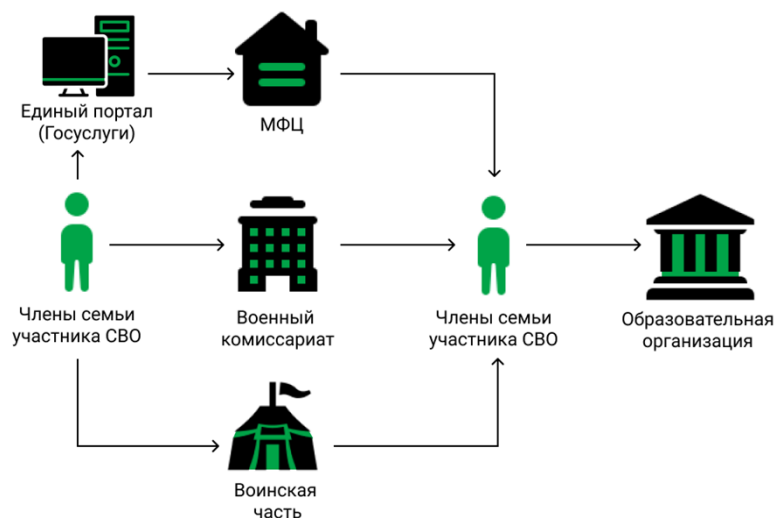 Единый портал
(Госуслуги)
МФЦ
Члены семьи
участника СВО
Военный
комиссариат
Члены семьи
участника СВО
Образовательная
организация
Воинская
часть